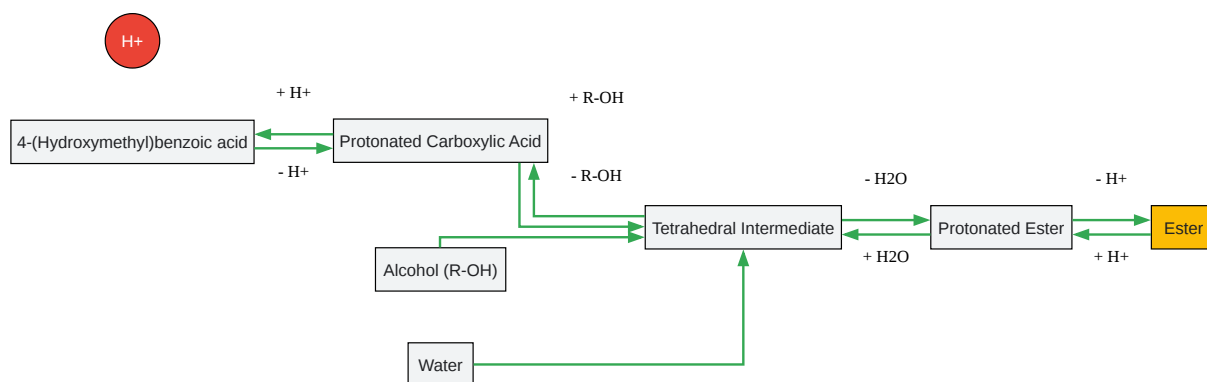 H+
+ H+
+ R-OH
4-(Hydroxymethyl)benzoic acid
Protonated Carboxylic Acid
- H+
- R-OH
- H2O
- H+
Tetrahedral Intermediate
Protonated Ester
Ester
Alcohol (R-OH)
+ H2O
+ H+
Water